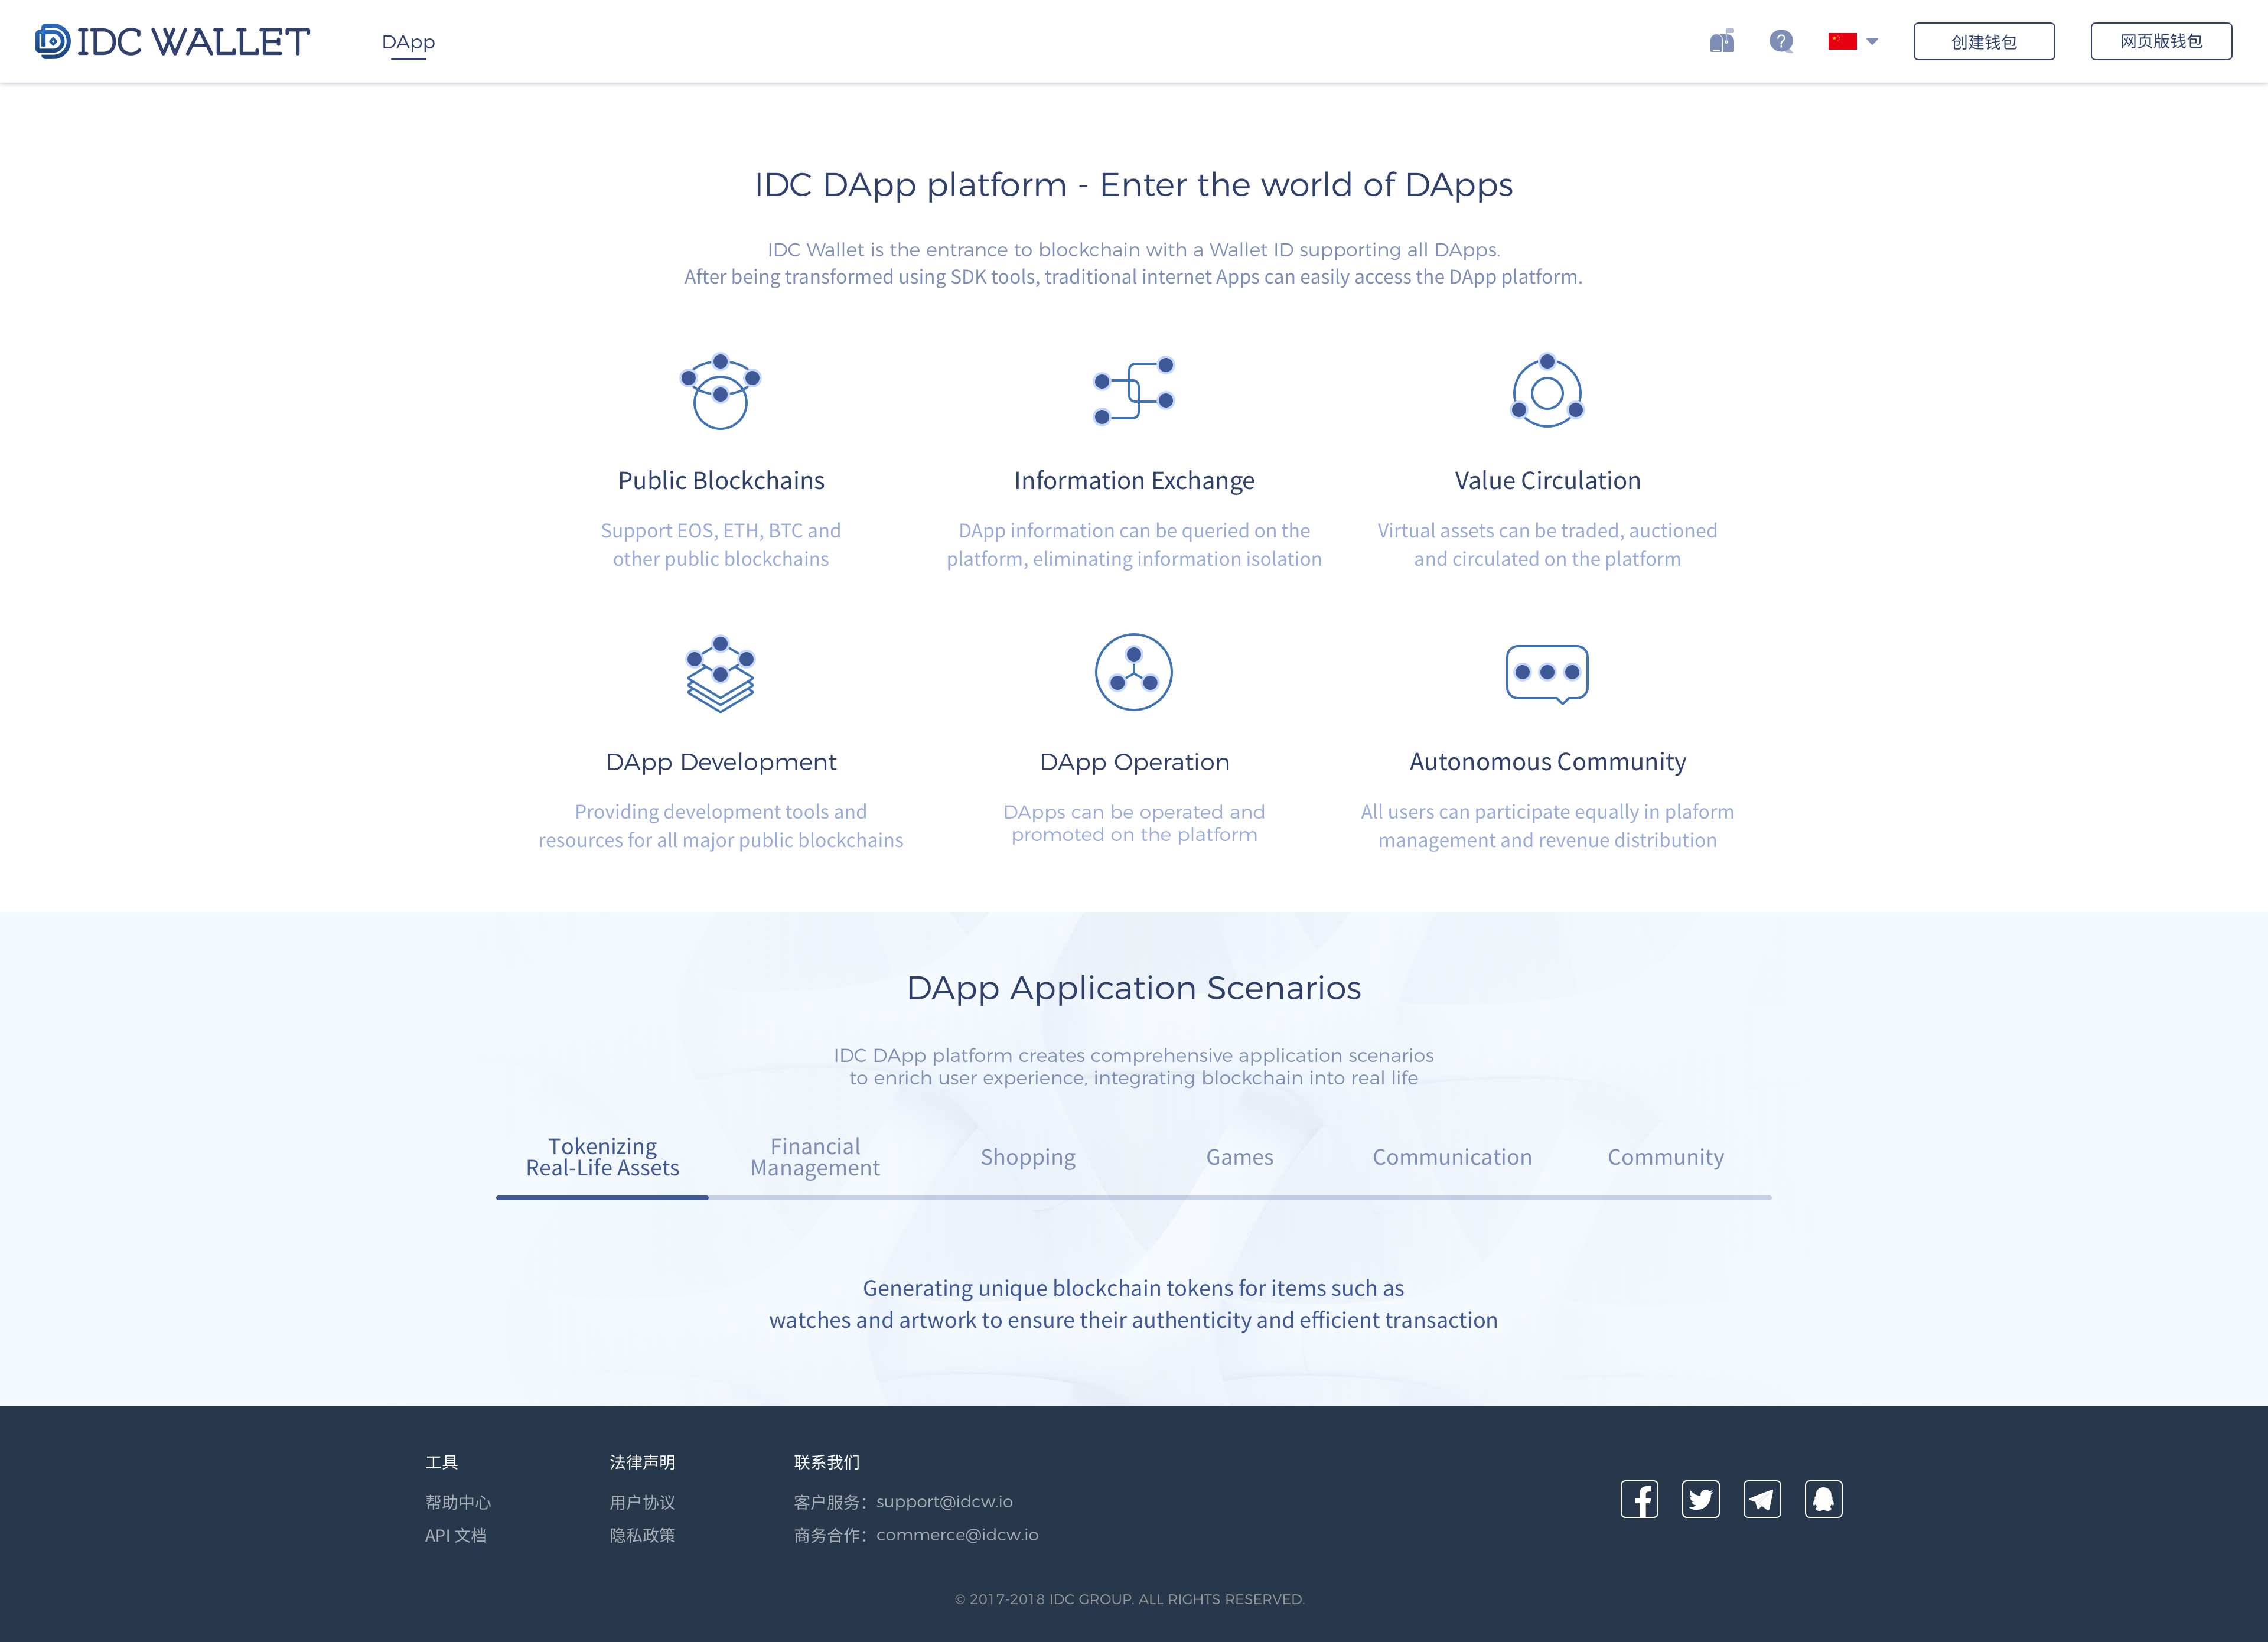 IDC WALLET
DApp
创建钱包
网页版钱包
IDC DApp platform - Enter the world of DApps
IDC Wallet is the entrance to blockchain with a Wallet ID supporting all DApps.
After being transformed using SDK tools, traditional internet Apps can easily access the DApp platform.
Public Blockchains
Support EOS, ETH, BTC and
other public blockchains
Information Exchange
DApp information can be queried on the
platform, eliminating information isolation
Value Circulation
Virtual assets can be traded, auctioned
and circulated on the platform
DApp Development
Providing development tools and
resources for all major public blockchains
DApp Operation
DApps can be operated and
promoted on the platform
Autonomous Community
All users can participate equally in plaform
management and revenue distribution
DApp Application Scenarios
IDC DApp platform creates comprehensive application scenarios
to enrich user experience, integrating blockchain into real life
Tokenizing
Real-Life Assets
Financial
Management
Shopping
Games
Communication
Community
Generating unique blockchain tokens for items such as
watches and artwork to ensure their authenticity and efficient transaction
工具
帮助中心
API 文档
法律声明
用户协议
隐私政策
联系我们
客户服务：support@idcw.io
商务合作：commerce@idcw.io
© 2017-2018 IDC GROUP. ALL RIGHTS RESERVED.